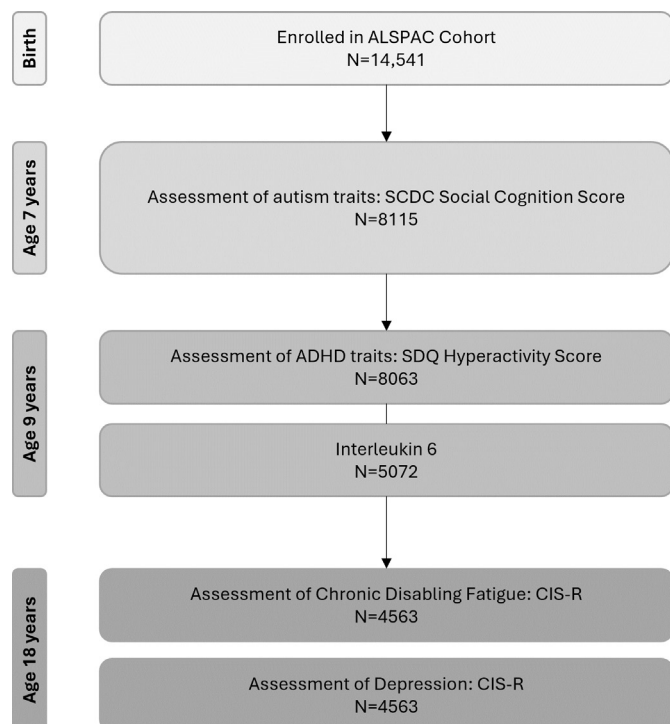 Birth
Enrolled in ALSPAC Cohort
N=14,541
Age 7 years
Assessment of autism traits: SCDC Social Cognition Score
N=8115
Age 9 years
Assessment of ADHD traits: SDQ Hyperactivity Score
N=8063
Interleukin 6
N=5072
Age 18 years
Assessment of Chronic Disabling Fatigue: CIS-R
N=4563
Assessment of Depression: CIS-R
N=4563